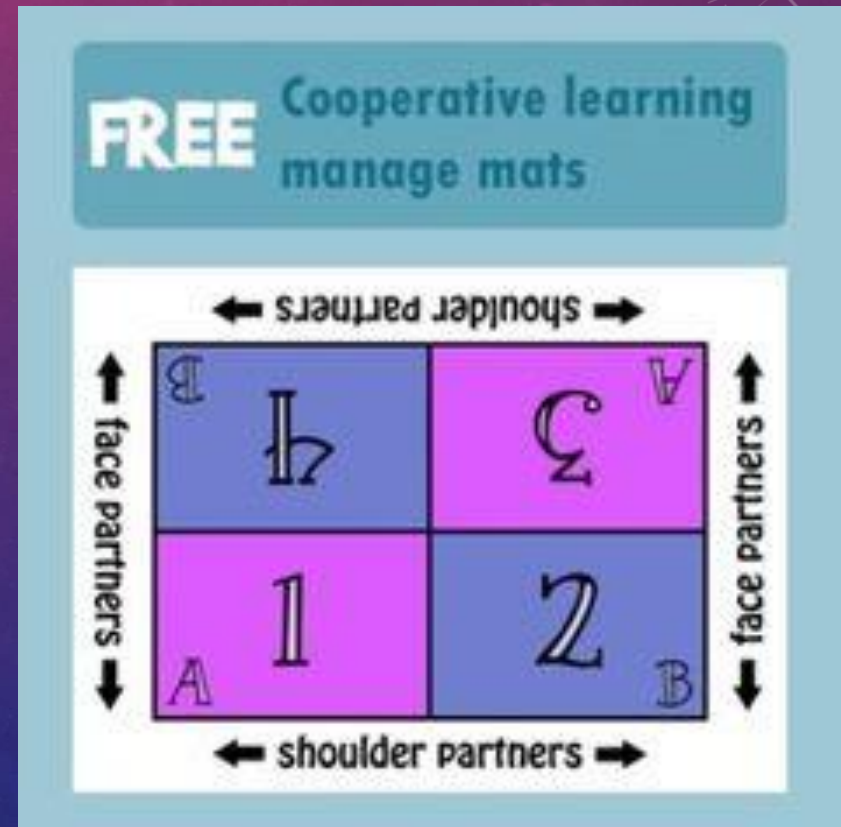 FREE
Cooperative learning
manage mats
shoulder partners
B
4
3
A
face partners
face partners
1
2
A
B
shoulder partners